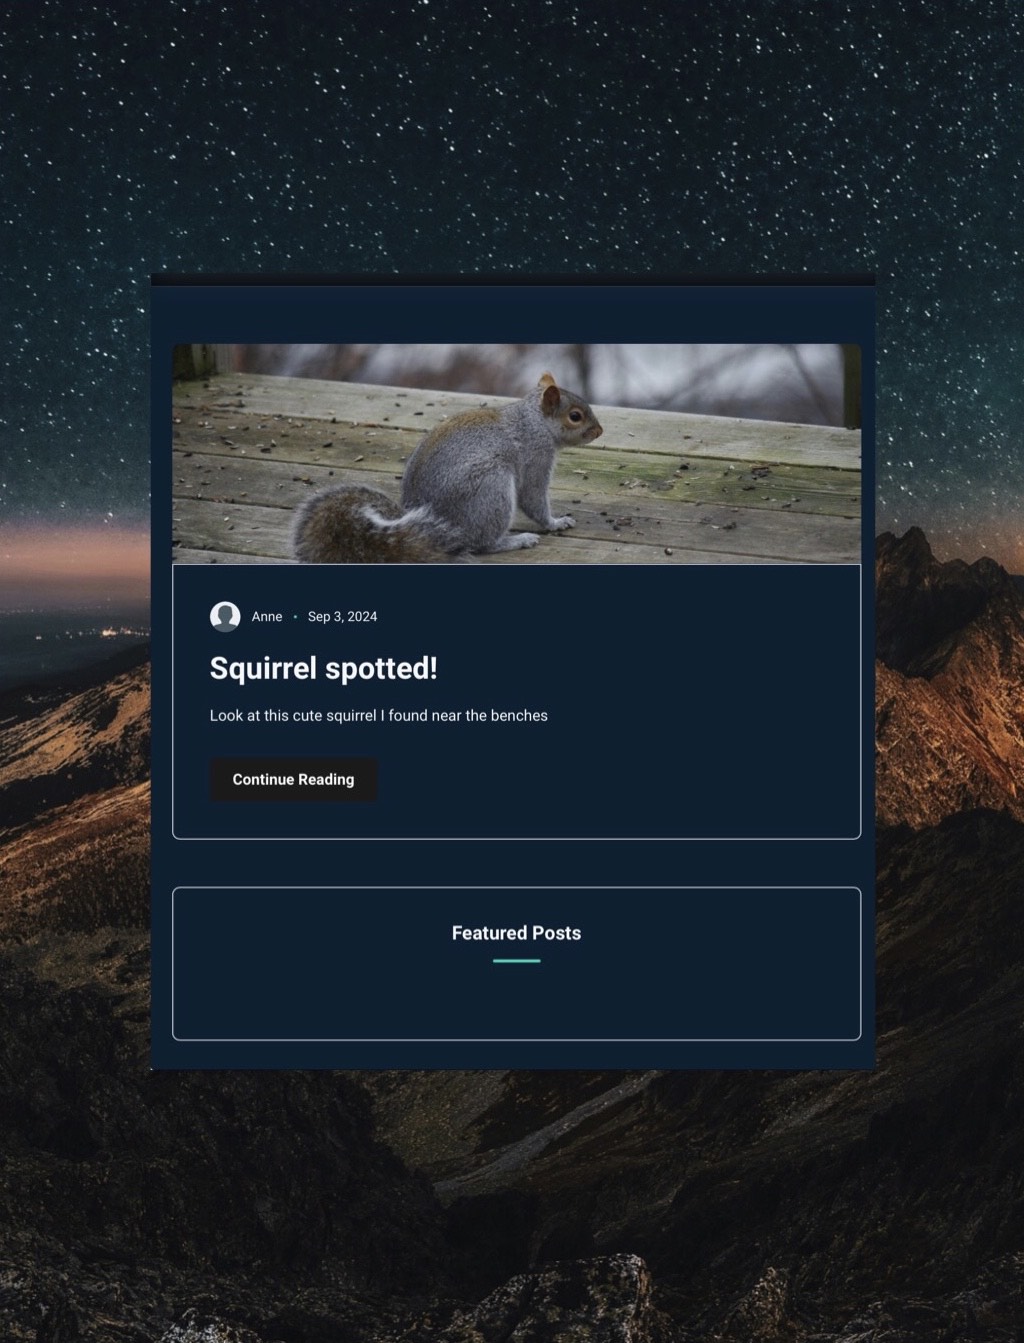 Anne • Sep 3, 2024
Squirrel spotted!
Look at this cute squirrel I found near the benches
Continue Reading
Featured Posts